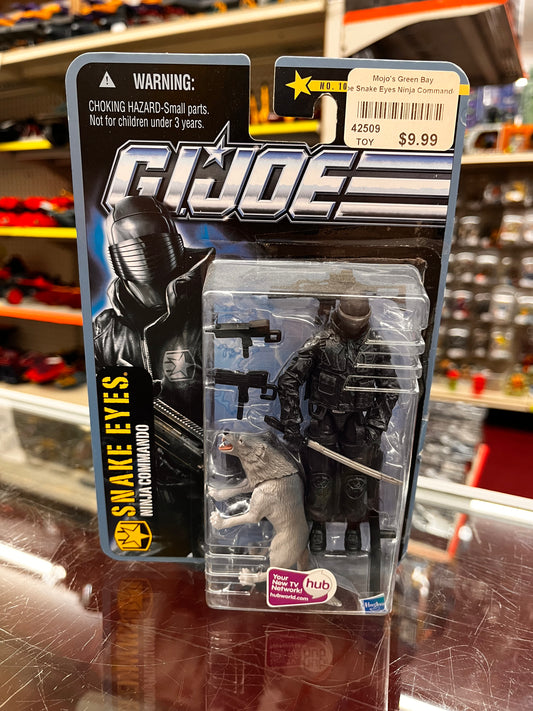 WARNING:
CHOKING HAZARD-Small parts.
Not for children under 3 years.
NO. 10
Mojo's Green Bay
Snake Eyes Ninja Command
42509
TOY
$9.99
G.I.JOE
SNAKE EYES.
NINJA COMMANDO
Your
New TV
Network!
hubworld.com
hub
Hasbro